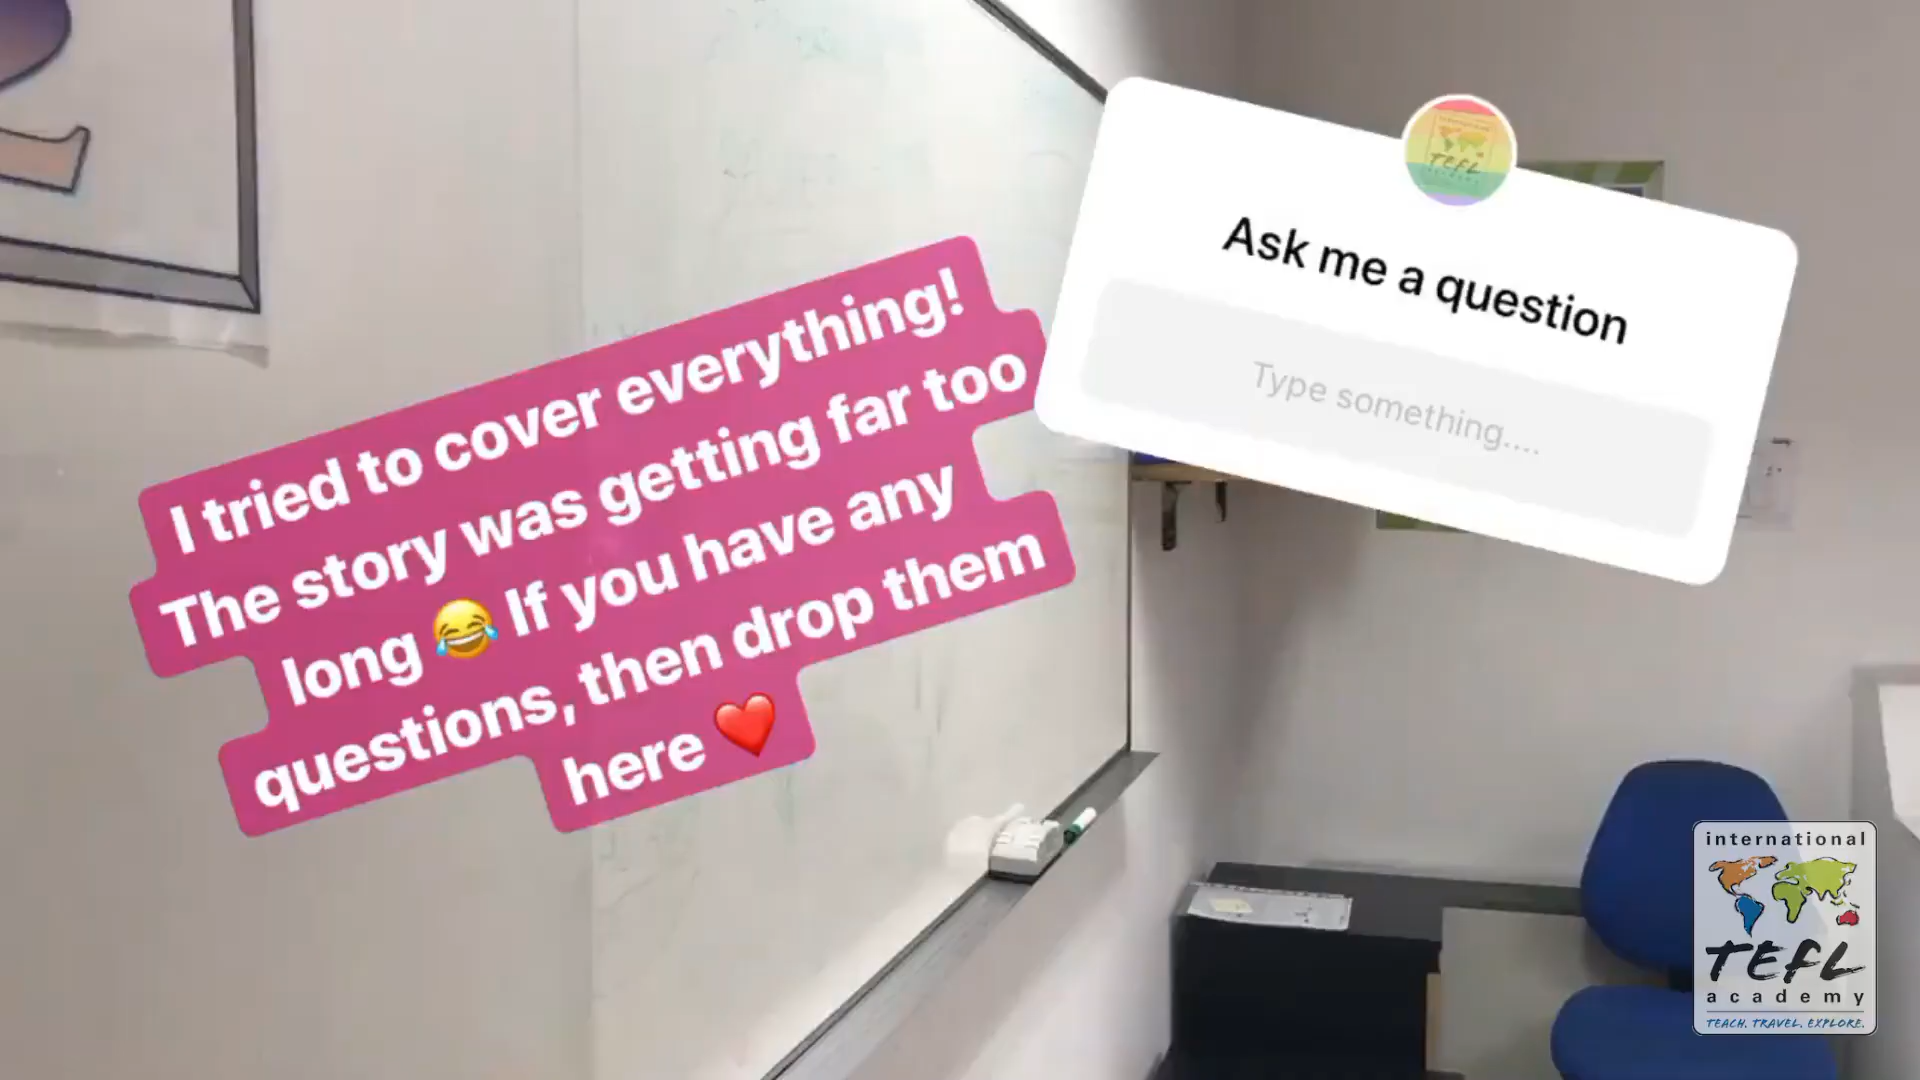 I tried to cover everything!
The story was getting far too
long 😂 If you have any
questions, then drop them
here ❤️
Ask me a question
Type something....
international
TEFL
academy
TEACH. TRAVEL. EXPLORE.